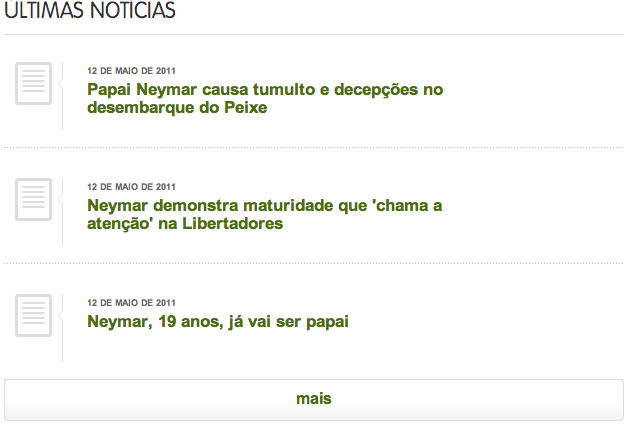 ÚLTIMAS NOTÍCIAS
12 DE MAIO DE 2011
Papai Neymar causa tumulto e decepções no
desembarque do Peixe
12 DE MAIO DE 2011
Neymar demonstra maturidade que 'chama a
atenção' na Libertadores
12 DE MAIO DE 2011
Neymar, 19 anos, já vai ser papai
mais